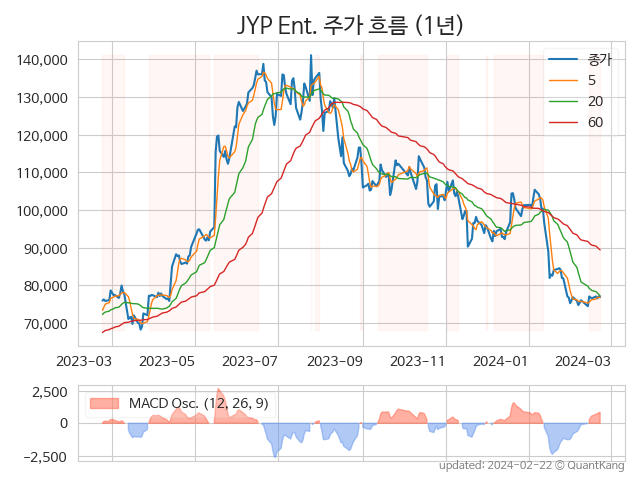 JYP Ent. 주가 흐름 (1년)
140,000
130,000
120,000
110,000
100,000
90,000
80,000
70,000
종가
5
20
60
2023-03 2023-05 2023-07 2023-09 2023-11 2024-01 2024-03
2,500
0
−2,500
MACD Osc. (12, 26, 9)
updated: 2024-02-22 © QuantKang